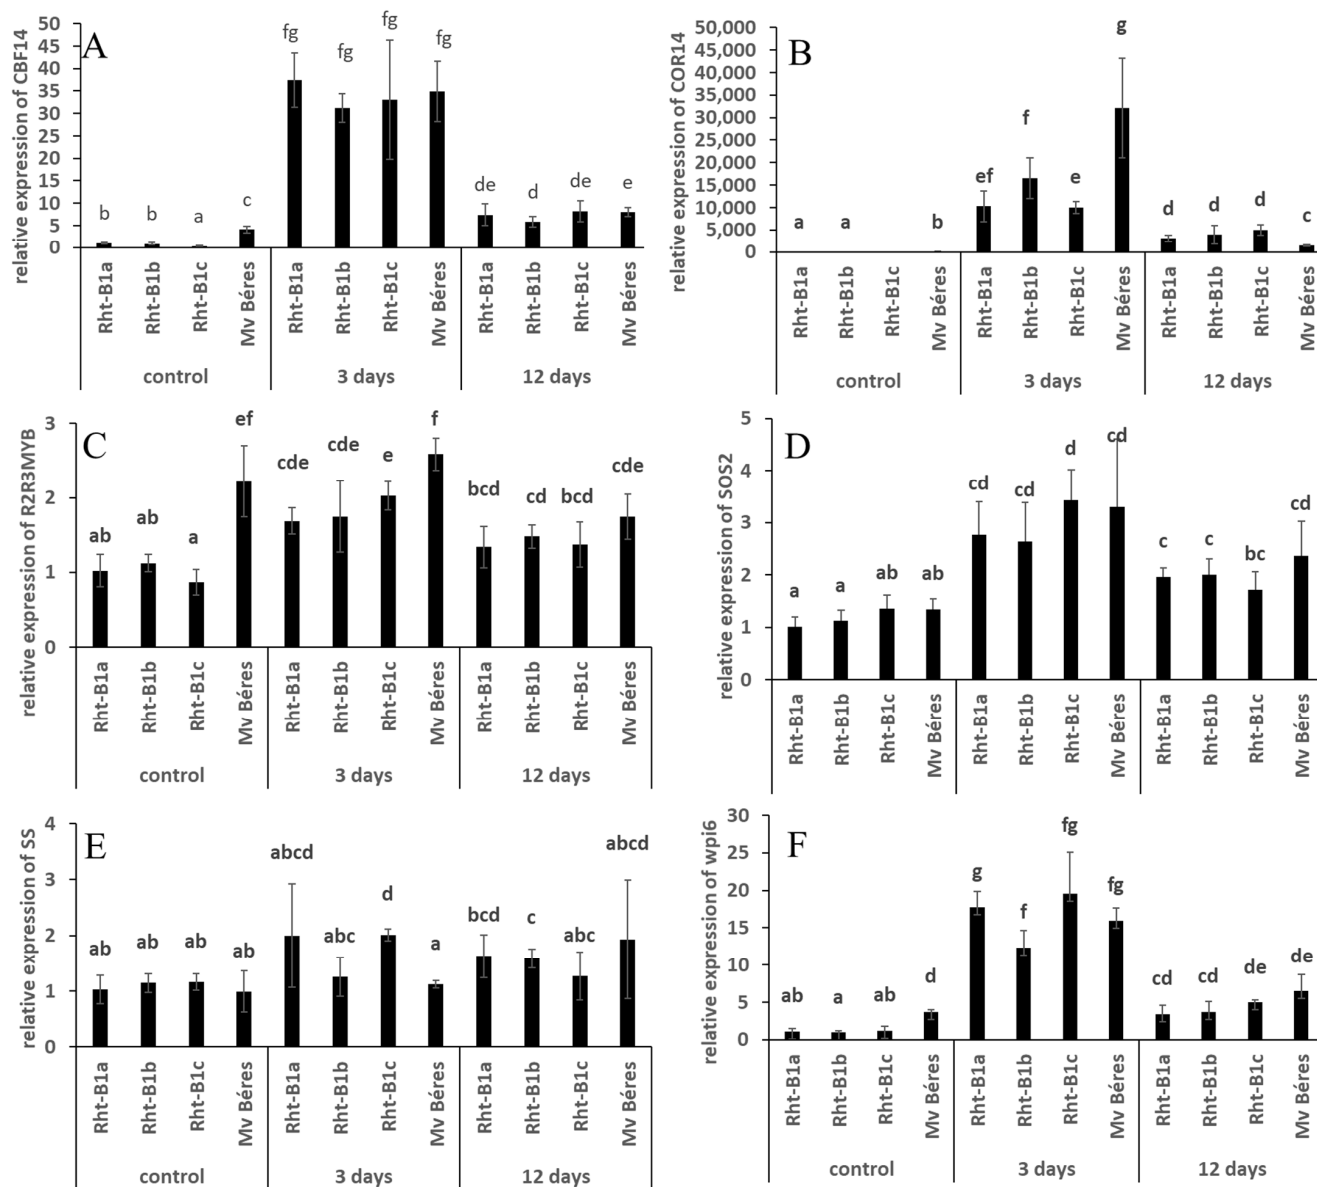 A
relative expression of CBF14
50
45
40
35
30
25
20
15
10
5
0
b b a c fg fg fg fg de d de e
Rht-B1a Rht-B1b Rht-B1c Mv Béres Rht-B1a Rht-B1b Rht-B1c Mv Béres Rht-B1a Rht-B1b Rht-B1c Mv Béres
control 3 days 12 days
B
relative expression of COR14
50,000
45,000
40,000
35,000
30,000
25,000
20,000
15,000
10,000
5,000
0
a a b ef f e g d d d c
Rht-B1a Rht-B1b Rht-B1c Mv Béres Rht-B1a Rht-B1b Rht-B1c Mv Béres Rht-B1a Rht-B1b Rht-B1c Mv Béres
control 3 days 12 days
C
relative expression of R2R3MYB
3
2
1
0
ab ab a ef cde cde e f bcd cd bcd cde
Rht-B1a Rht-B1b Rht-B1c Mv Béres Rht-B1a Rht-B1b Rht-B1c Mv Béres Rht-B1a Rht-B1b Rht-B1c Mv Béres
control 3 days 12 days
D
relative expression of SOS2
5
4
3
2
1
0
a a ab ab cd cd d cd c c bc cd
Rht-B1a Rht-B1b Rht-B1c Mv Béres Rht-B1a Rht-B1b Rht-B1c Mv Béres Rht-B1a Rht-B1b Rht-B1c Mv Béres
E
relative expression of SS
4
3
2
1
0
ab ab ab ab abcd abc d a bcd c abc abcd
Rht-B1a Rht-B1b Rht-B1c Mv Béres Rht-B1a Rht-B1b Rht-B1c Mv Béres Rht-B1a Rht-B1b Rht-B1c Mv Béres
control 3 days 12 days
F
relative expression of wpi6
30
25
20
15
10
5
0
ab a ab d g f fg fg cd cd de de
Rht-B1a Rht-B1b Rht-B1c Mv Béres Rht-B1a Rht-B1b Rht-B1c Mv Béres Rht-B1a Rht-B1b Rht-B1c Mv Béres
control 3 days 12 days